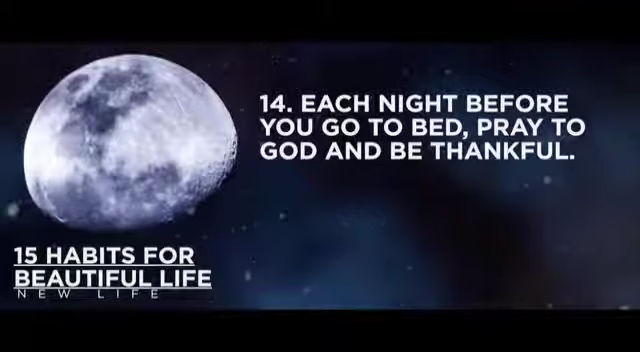 14. EACH NIGHT BEFORE
YOU GO TO BED, PRAY TO
GOD AND BE THANKFUL.
15 HABITS FOR
BEAUTIFUL LIFE
NEW LIFE